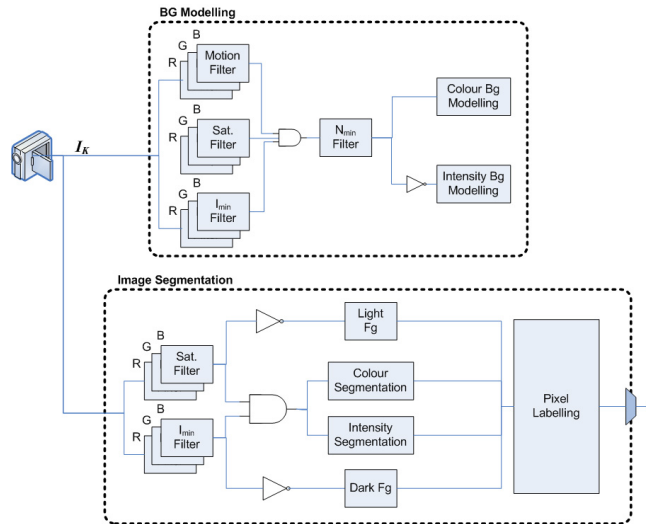 BG Modelling
B
G
R
Motion
Filter
B
G
R
Sat.
Filter
B
G
R
Imin
Filter
Nmin
Filter
Colour Bg
Modelling
Intensity Bg
Modelling
IK
Image Segmentation
B
G
R
Sat.
Filter
B
G
R
Imin
Filter
Light
Fg
Colour
Segmentation
Intensity
Segmentation
Dark Fg
Pixel
Labelling